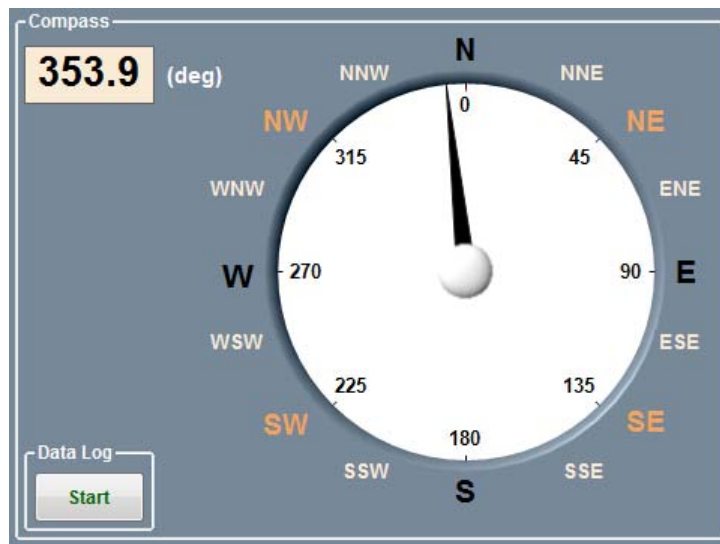 Compass
353.9 (deg)
N
NNW NNE
0
NW NE
315 45
WNW ENE
W 270 90 E
WSW ESE
225 135
SW SE
180
Data Log
SSW SSE
S
Start